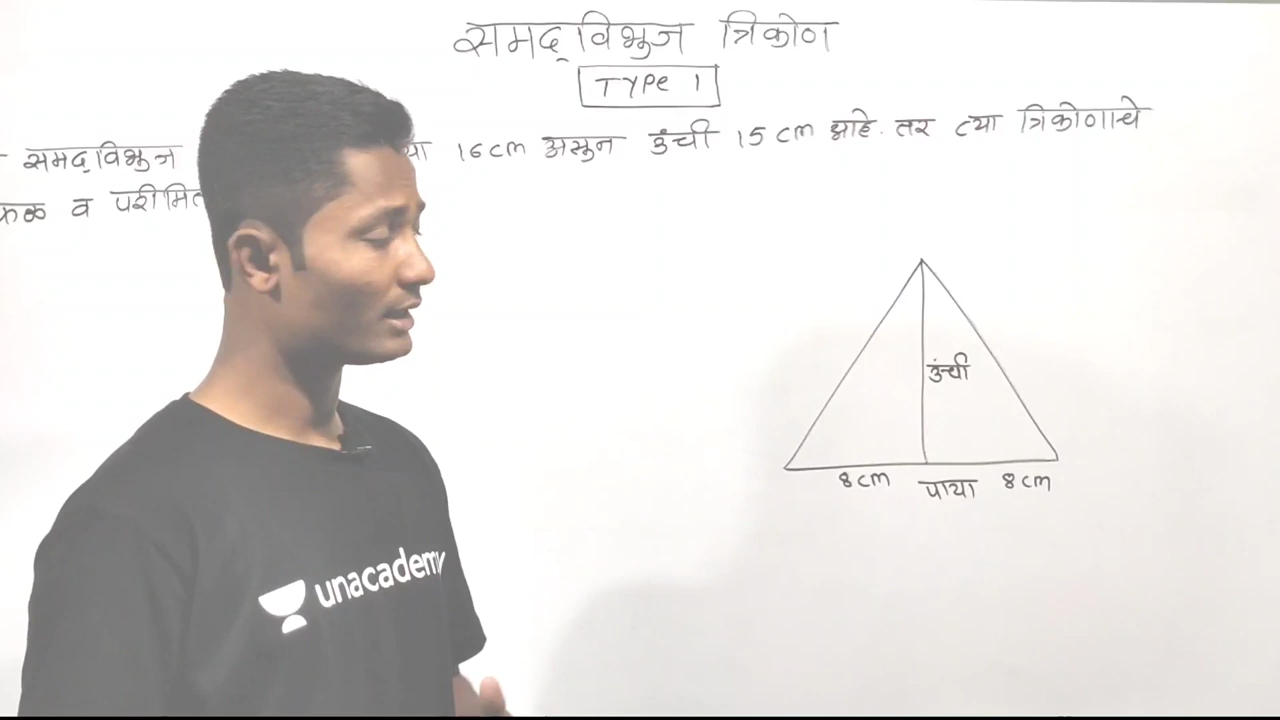 समद्विभुज त्रिकोण
TYPE 1
समद्विभुज 16cm असुन उंची 15 cm आहे. तर त्या त्रिकोणाचे
व परीमित
उंची
8cm पाया 8cm
unacademy